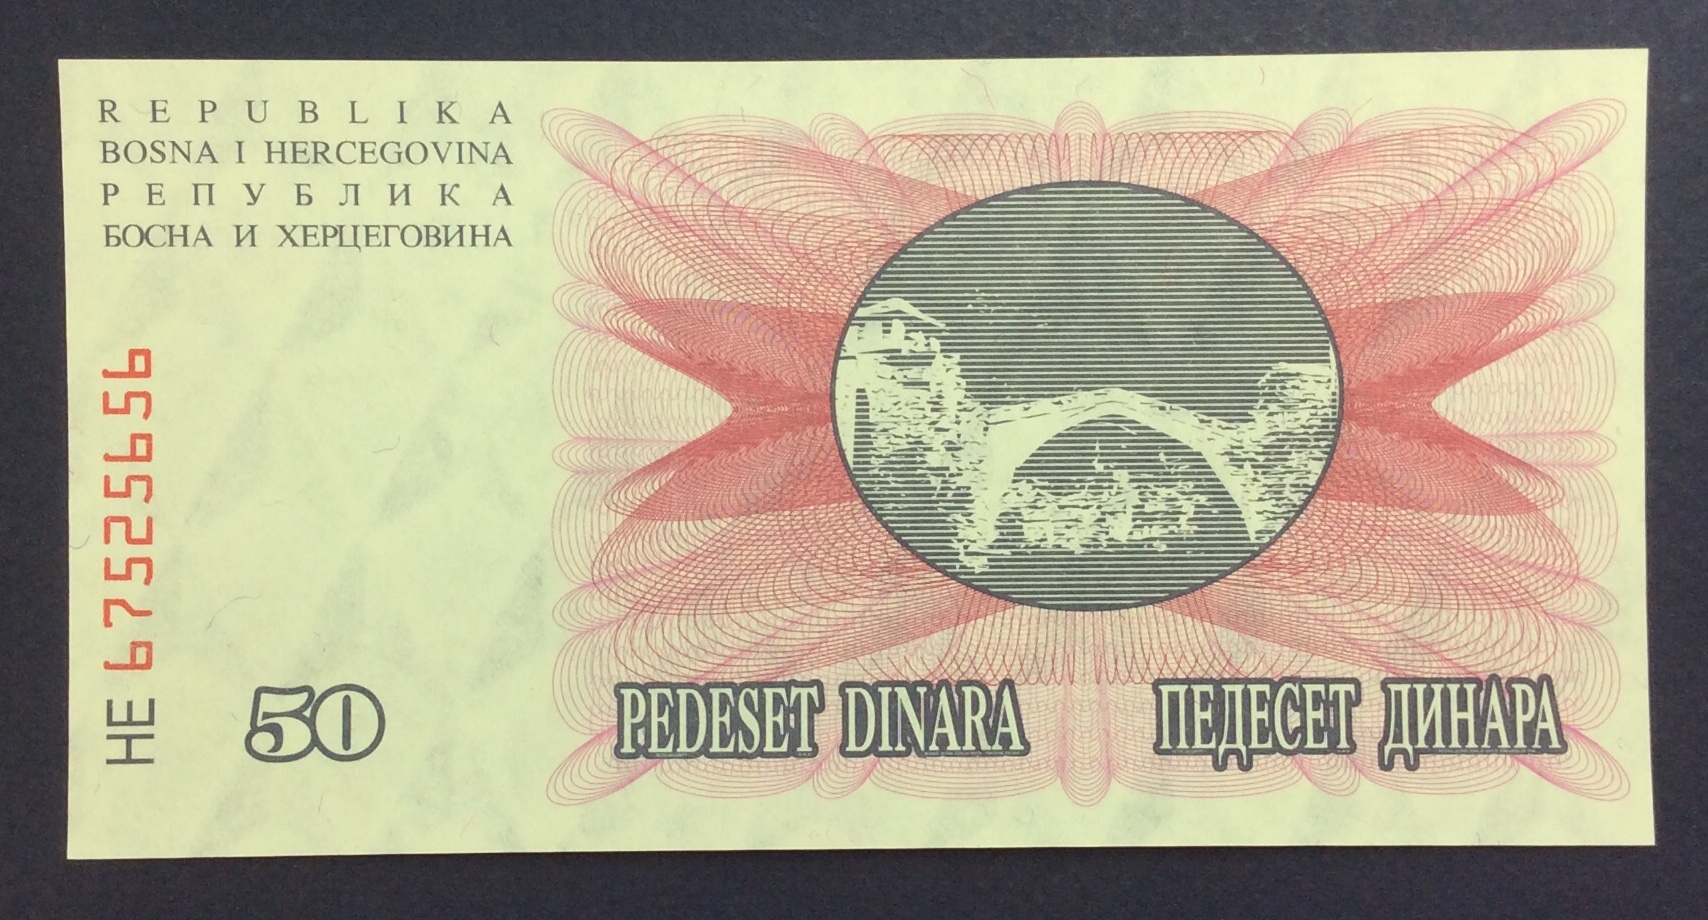 REPUBLIKA
BOSNA I HERCEGOVINA
РЕПУБЛИКА
БОСНА И ХЕРЦЕГОВИНА
HE 67525656
50
PEDESET DINARA
ПЕДЕСЕТ ДИНАРА